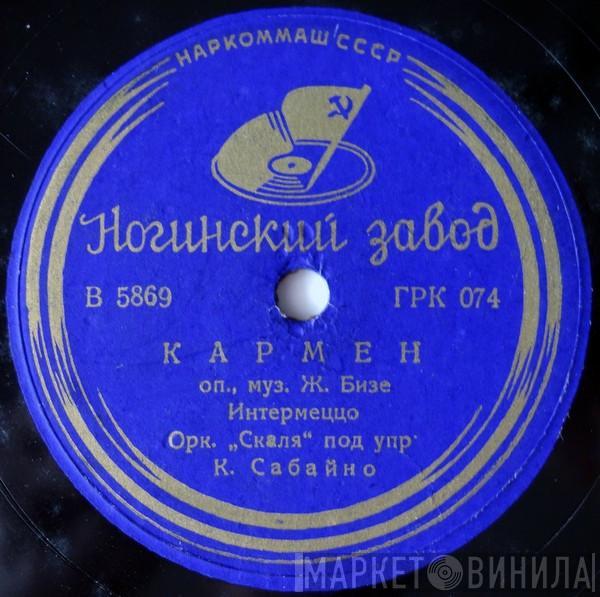 НАРКОММАШ СССР
Ногинский завод
В 5869 ГРК 074
КАРМЕН
оп., муз. Ж. Бизе
Интермеццо
Орк. „Скаля“ под упр.
К. Сабайно
МАРКЕТ ВИНИЛА